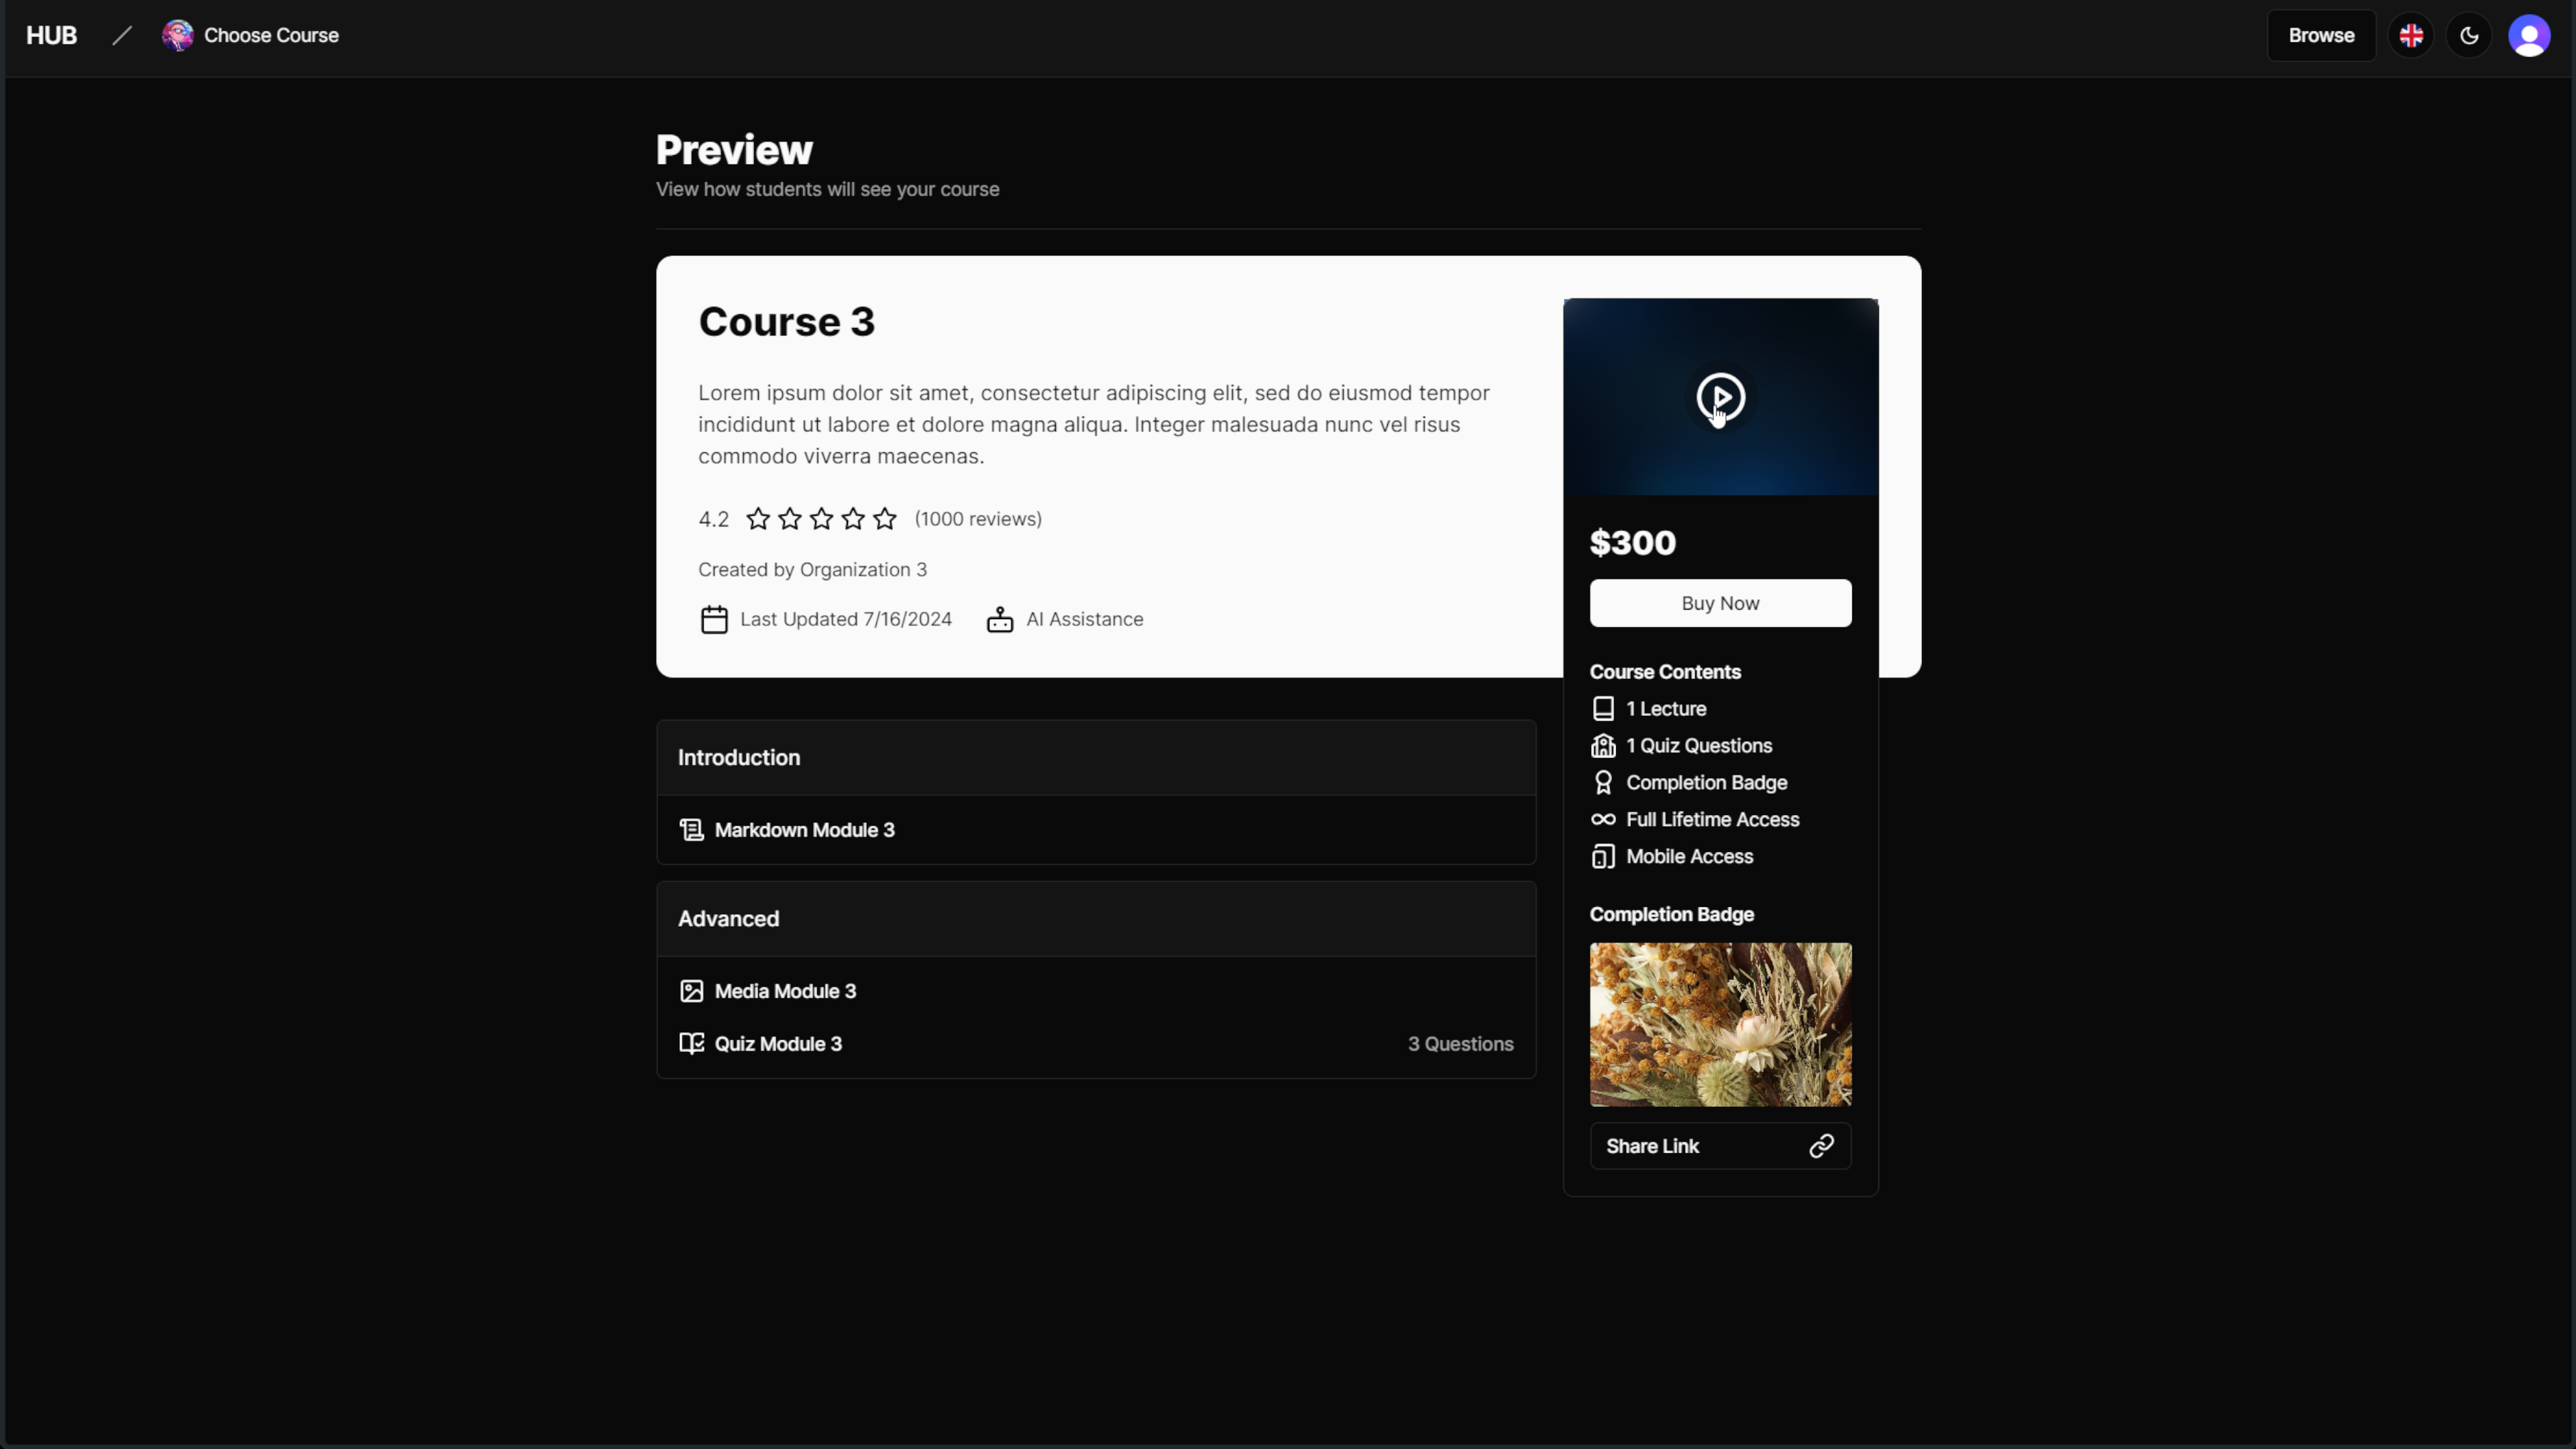 HUB
Choose Course
Browse
Preview
View how students will see your course
Course 3
Lorem ipsum dolor sit amet, consectetur adipiscing elit, sed do eiusmod tempor
incididunt ut labore et dolore magna aliqua. Integer malesuada nunc vel risus
commodo viverra maecenas.
4.2
(1000 reviews)
Created by Organization 3
Last Updated 7/16/2024
AI Assistance
$300
Buy Now
Course Contents
1 Lecture
1 Quiz Questions
Completion Badge
Full Lifetime Access
Mobile Access
Completion Badge
Share Link
Introduction
Markdown Module 3
Advanced
Media Module 3
Quiz Module 3
3 Questions